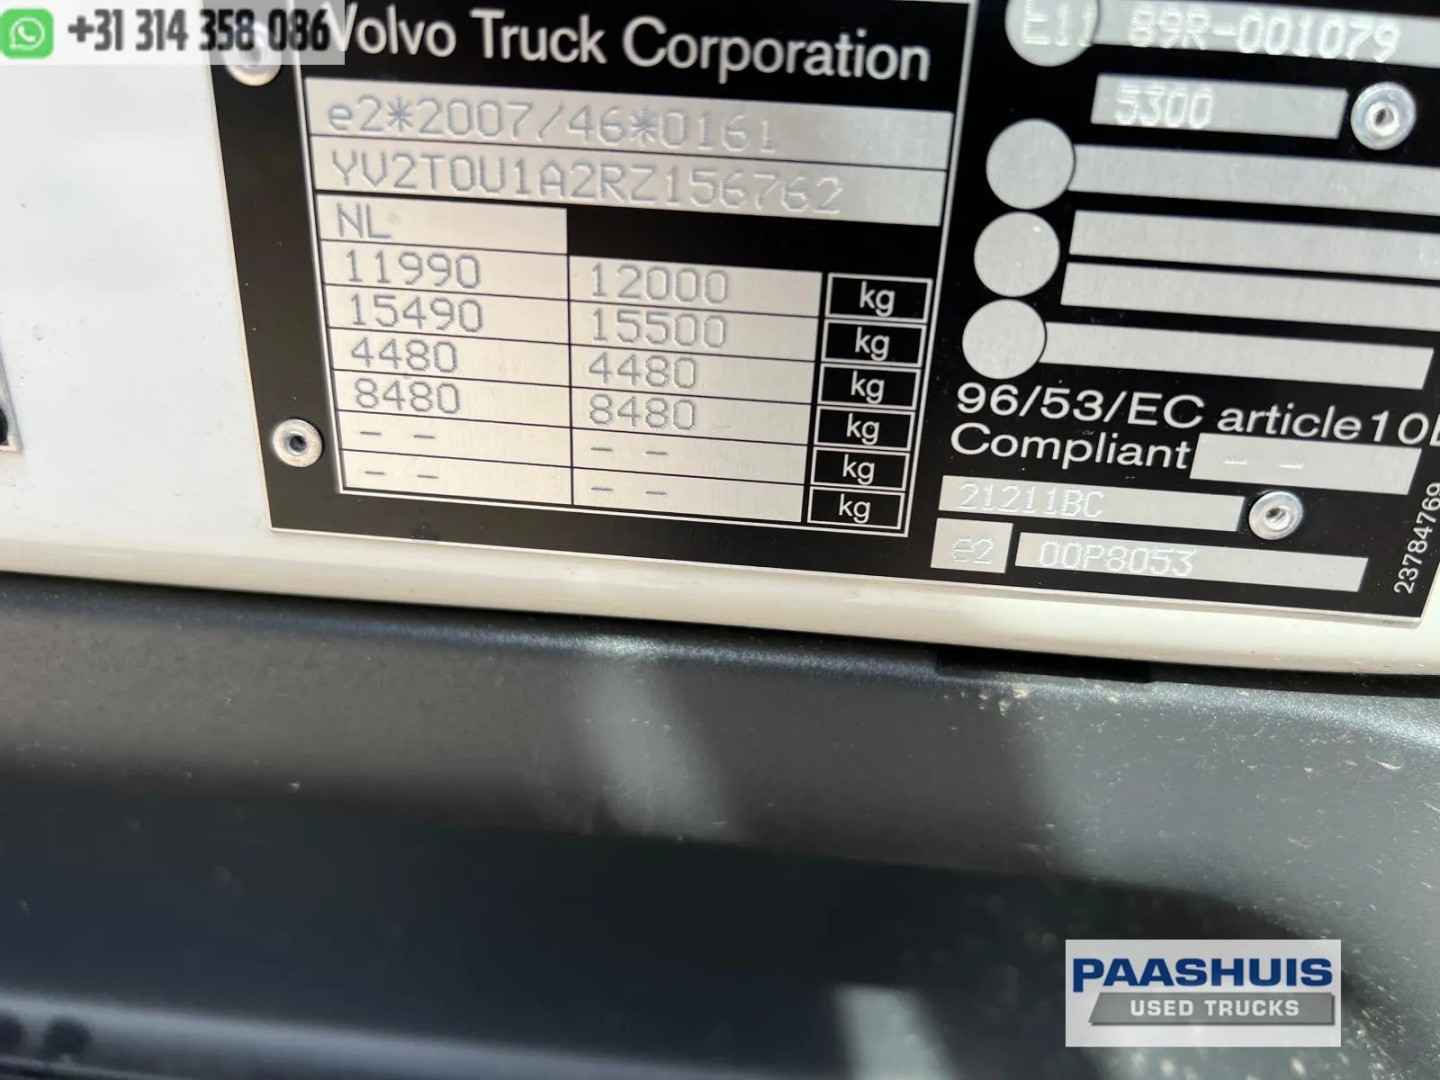 +31 314 358 086
Volvo Truck Corporation
e2*2007/46*0161
YV2T0U1A2RZ156762
NL
11990 12000 kg
15490 15500 kg
4480 4480 kg
8480 8480 kg
- - - - kg
- - - - kg
E11 89R-001079
5300
96/53/EC article 10
Compliant - -
21211BC
e2 00P8053
23784769
PAASHUIS
USED TRUCKS